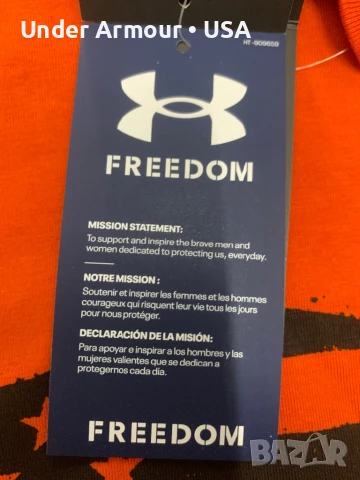 Under Armour • USA
HT-909659
FREEDOM
MISSION STATEMENT:
To support and inspire the brave men and
women dedicated to protecting us, everyday.
NOTRE MISSION :
Soutenir et inspirer les femmes et les hommes
courageux qui risquent leur vie tous les jours
pour nous protéger.
DECLARACIÓN DE LA MISIÓN:
Para apoyar e inspirar a los hombres y las
mujeres valientes que se dedican a
protegernos cada día.
FREEDOM
BAZAR